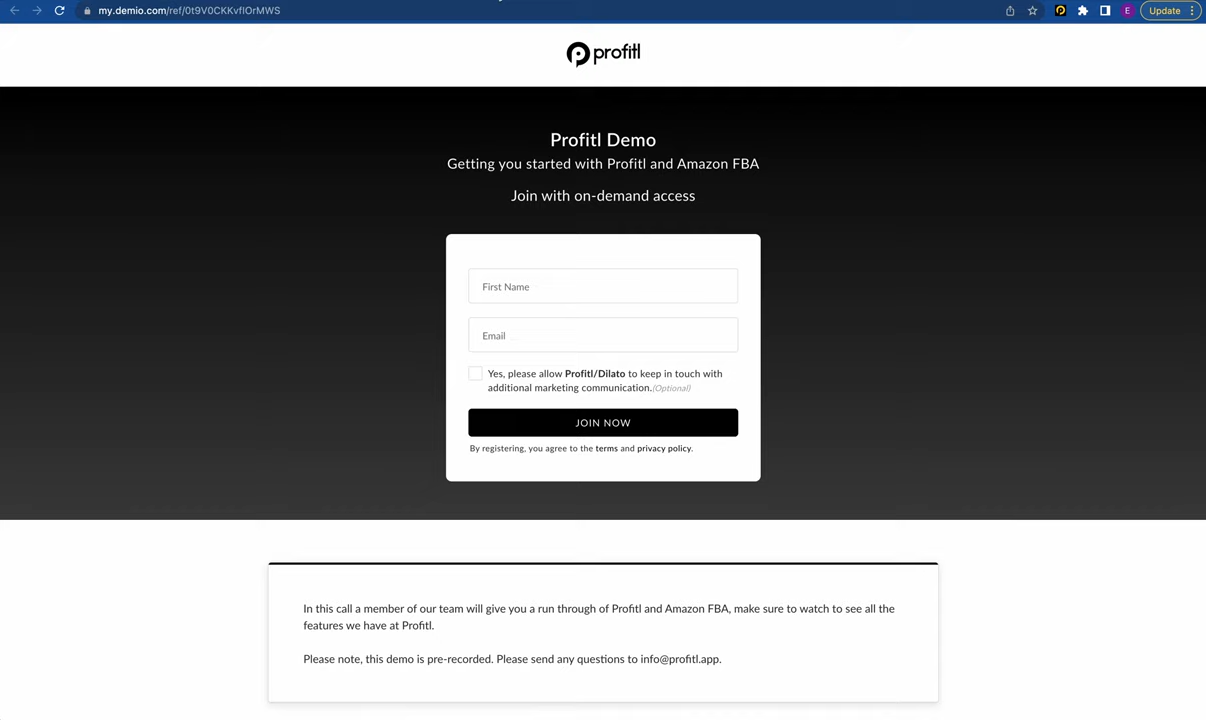 my.demio.com/ref/0t9V0CKKvflOrMWS
E
Update
profitl
Profitl Demo
Getting you started with Profitl and Amazon FBA
Join with on-demand access
First Name
Email
Yes, please allow Profitl/Dilato to keep in touch with
additional marketing communication.(Optional)
JOIN NOW
By registering, you agree to the terms and privacy policy.
In this call a member of our team will give you a run through of Profitl and Amazon FBA, make sure to watch to see all the
features we have at Profitl.
Please note, this demo is pre-recorded. Please send any questions to info@profitl.app.